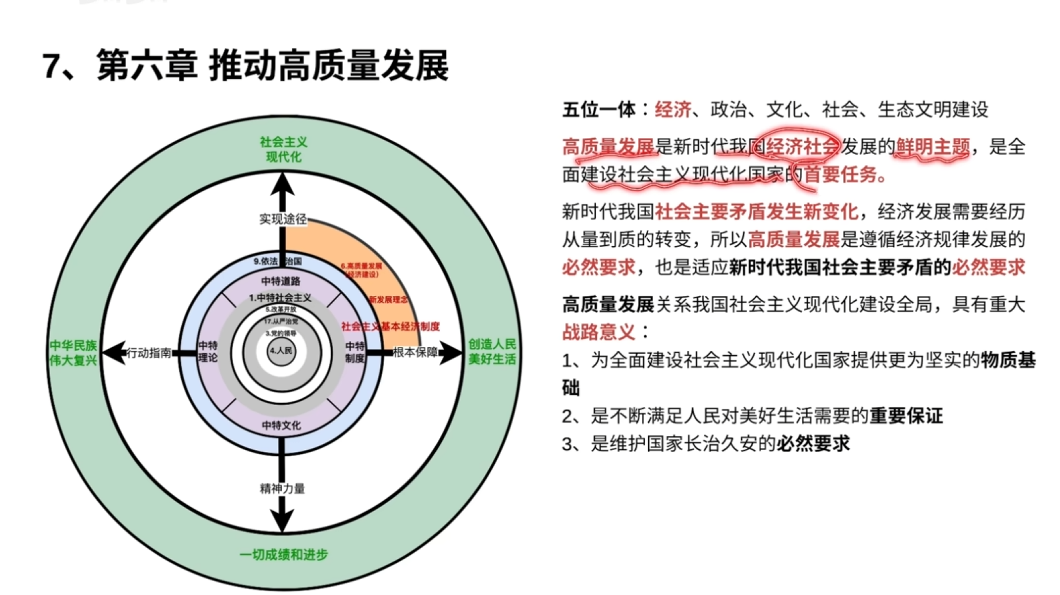 7、第六章 推动高质量发展
社会主义
现代化
实现途径
9.依法治国
6.高质量发展
(经济建设)
中特道路
新发展理念
1.中特社会主义
5.改革开放
17.从严治党
社会主义基本经济制度
3.党的领导
4.人民
中华民族
伟大复兴
行动指南
中特
理论
中特
制度
根本保障
创造人民
美好生活
中特文化
精神力量
一切成绩和进步
五位一体：经济、政治、文化、社会、生态文明建设
高质量发展是新时代我国经济社会发展的鲜明主题，是全
面建设社会主义现代化国家的首要任务。
新时代我国社会主要矛盾发生新变化，经济发展需要经历
从量到质的转变，所以高质量发展是遵循经济规律发展的
必然要求，也是适应新时代我国社会主要矛盾的必然要求
高质量发展关系我国社会主义现代化建设全局，具有重大
战路意义：
1、为全面建设社会主义现代化国家提供更为坚实的物质基
础
2、是不断满足人民对美好生活需要的重要保证
3、是维护国家长治久安的必然要求